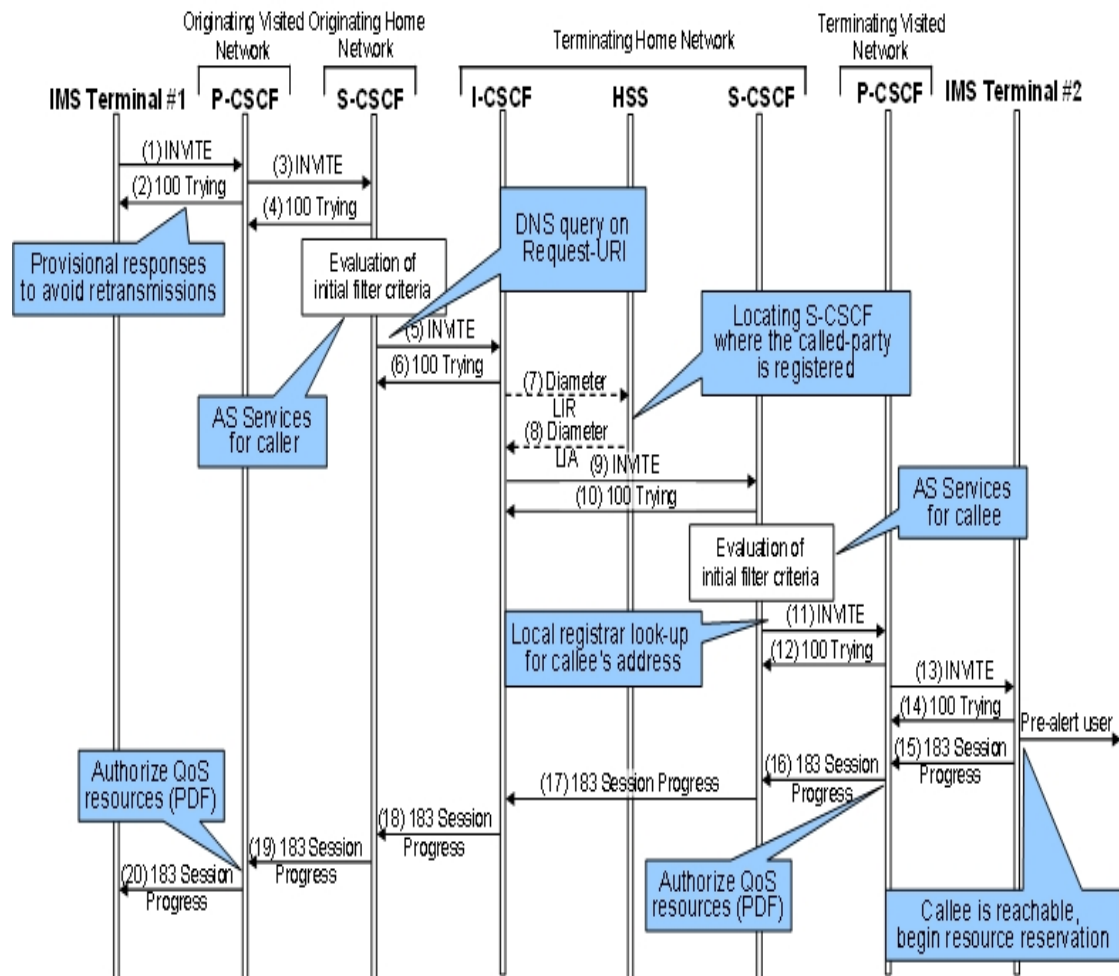 Originating Visited Network
Originating Home Network
Terminating Home Network
Terminating Visited Network
IMS Terminal #1
P-CSCF
S-CSCF
I-CSCF
HSS
S-CSCF
P-CSCF
IMS Terminal #2
(1) INVITE
(2) 100 Trying
(3) INVITE
(4) 100 Trying
Provisional responses
to avoid retransmissions
Evaluation of
initial filter criteria
DNS query on
Request-URI
(5) INVITE
(6) 100 Trying
AS Services
for caller
Locating S-CSCF
where the called-party
is registered
(7) Diameter
LIR
(8) Diameter
LIA
(9) INVITE
(10) 100 Trying
AS Services
for callee
Evaluation of
initial filter criteria
Local registrar look-up
for callee's address
(11) INVITE
(12) 100 Trying
(13) INVITE
(14) 100 Trying
Pre-alert user
(15) 183 Session
Progress
(16) 183 Session
Progress
(17) 183 Session Progress
(18) 183 Session
Progress
(19) 183 Session
Progress
(20) 183 Session
Progress
Authorize QoS
resources (PDF)
Authorize QoS
resources (PDF)
Callee is reachable,
begin resource reservation